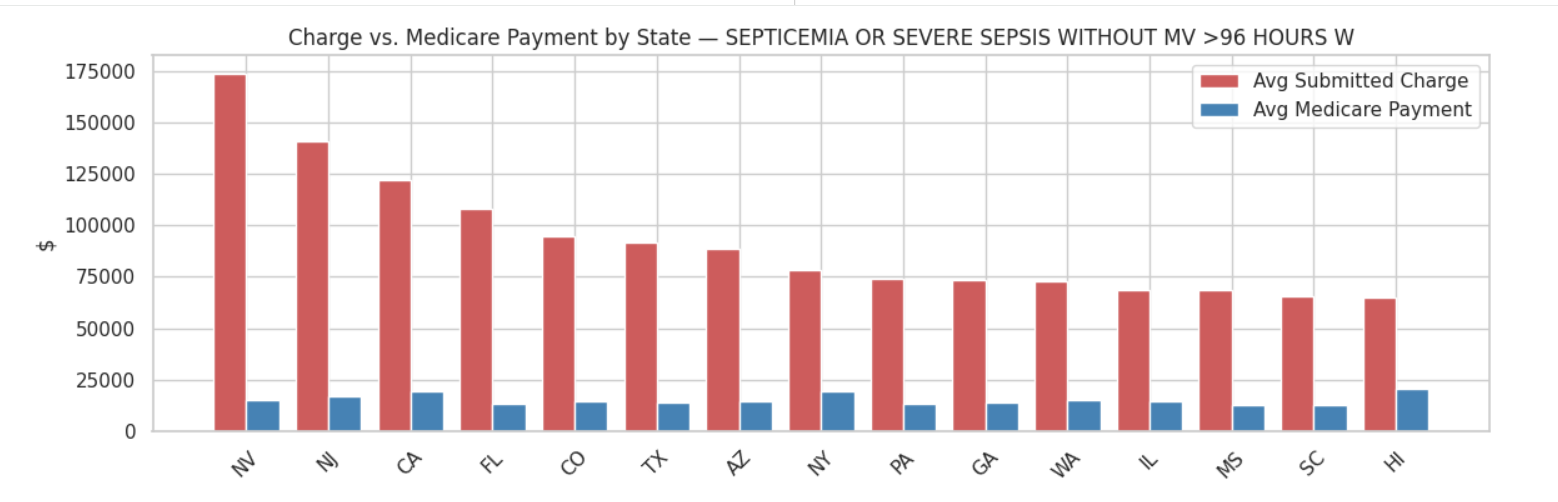 Charge vs. Medicare Payment by State — SEPTICEMIA OR SEVERE SEPSIS WITHOUT MV >96 HOURS W
Avg Submitted Charge
Avg Medicare Payment
$
175000
150000
125000
100000
75000
50000
25000
0
NV NJ CA FL CO TX AZ NY PA GA WA IL MS SC HI